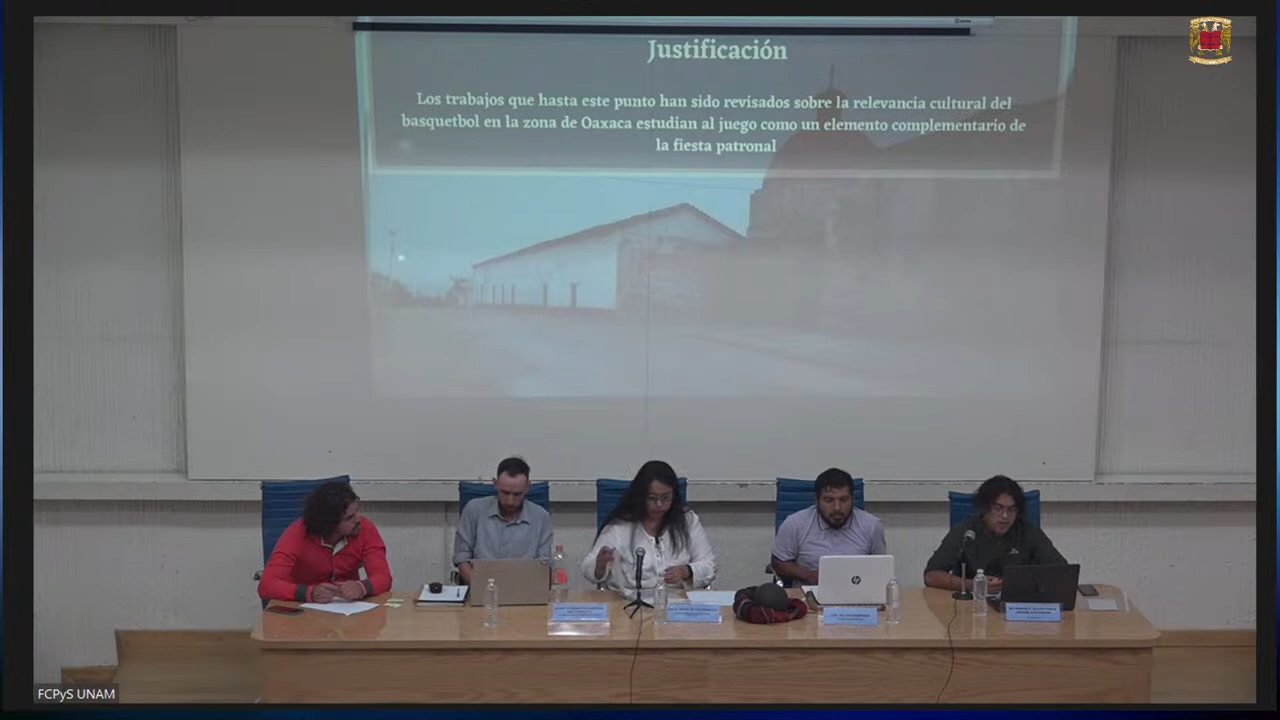 Justificación
Los trabajos que hasta este punto han sido revisados sobre la relevancia cultural del
basquetbol en la zona de Oaxaca estudian al juego como un elemento complementario de
la fiesta patronal
hp
FCPyS UNAM